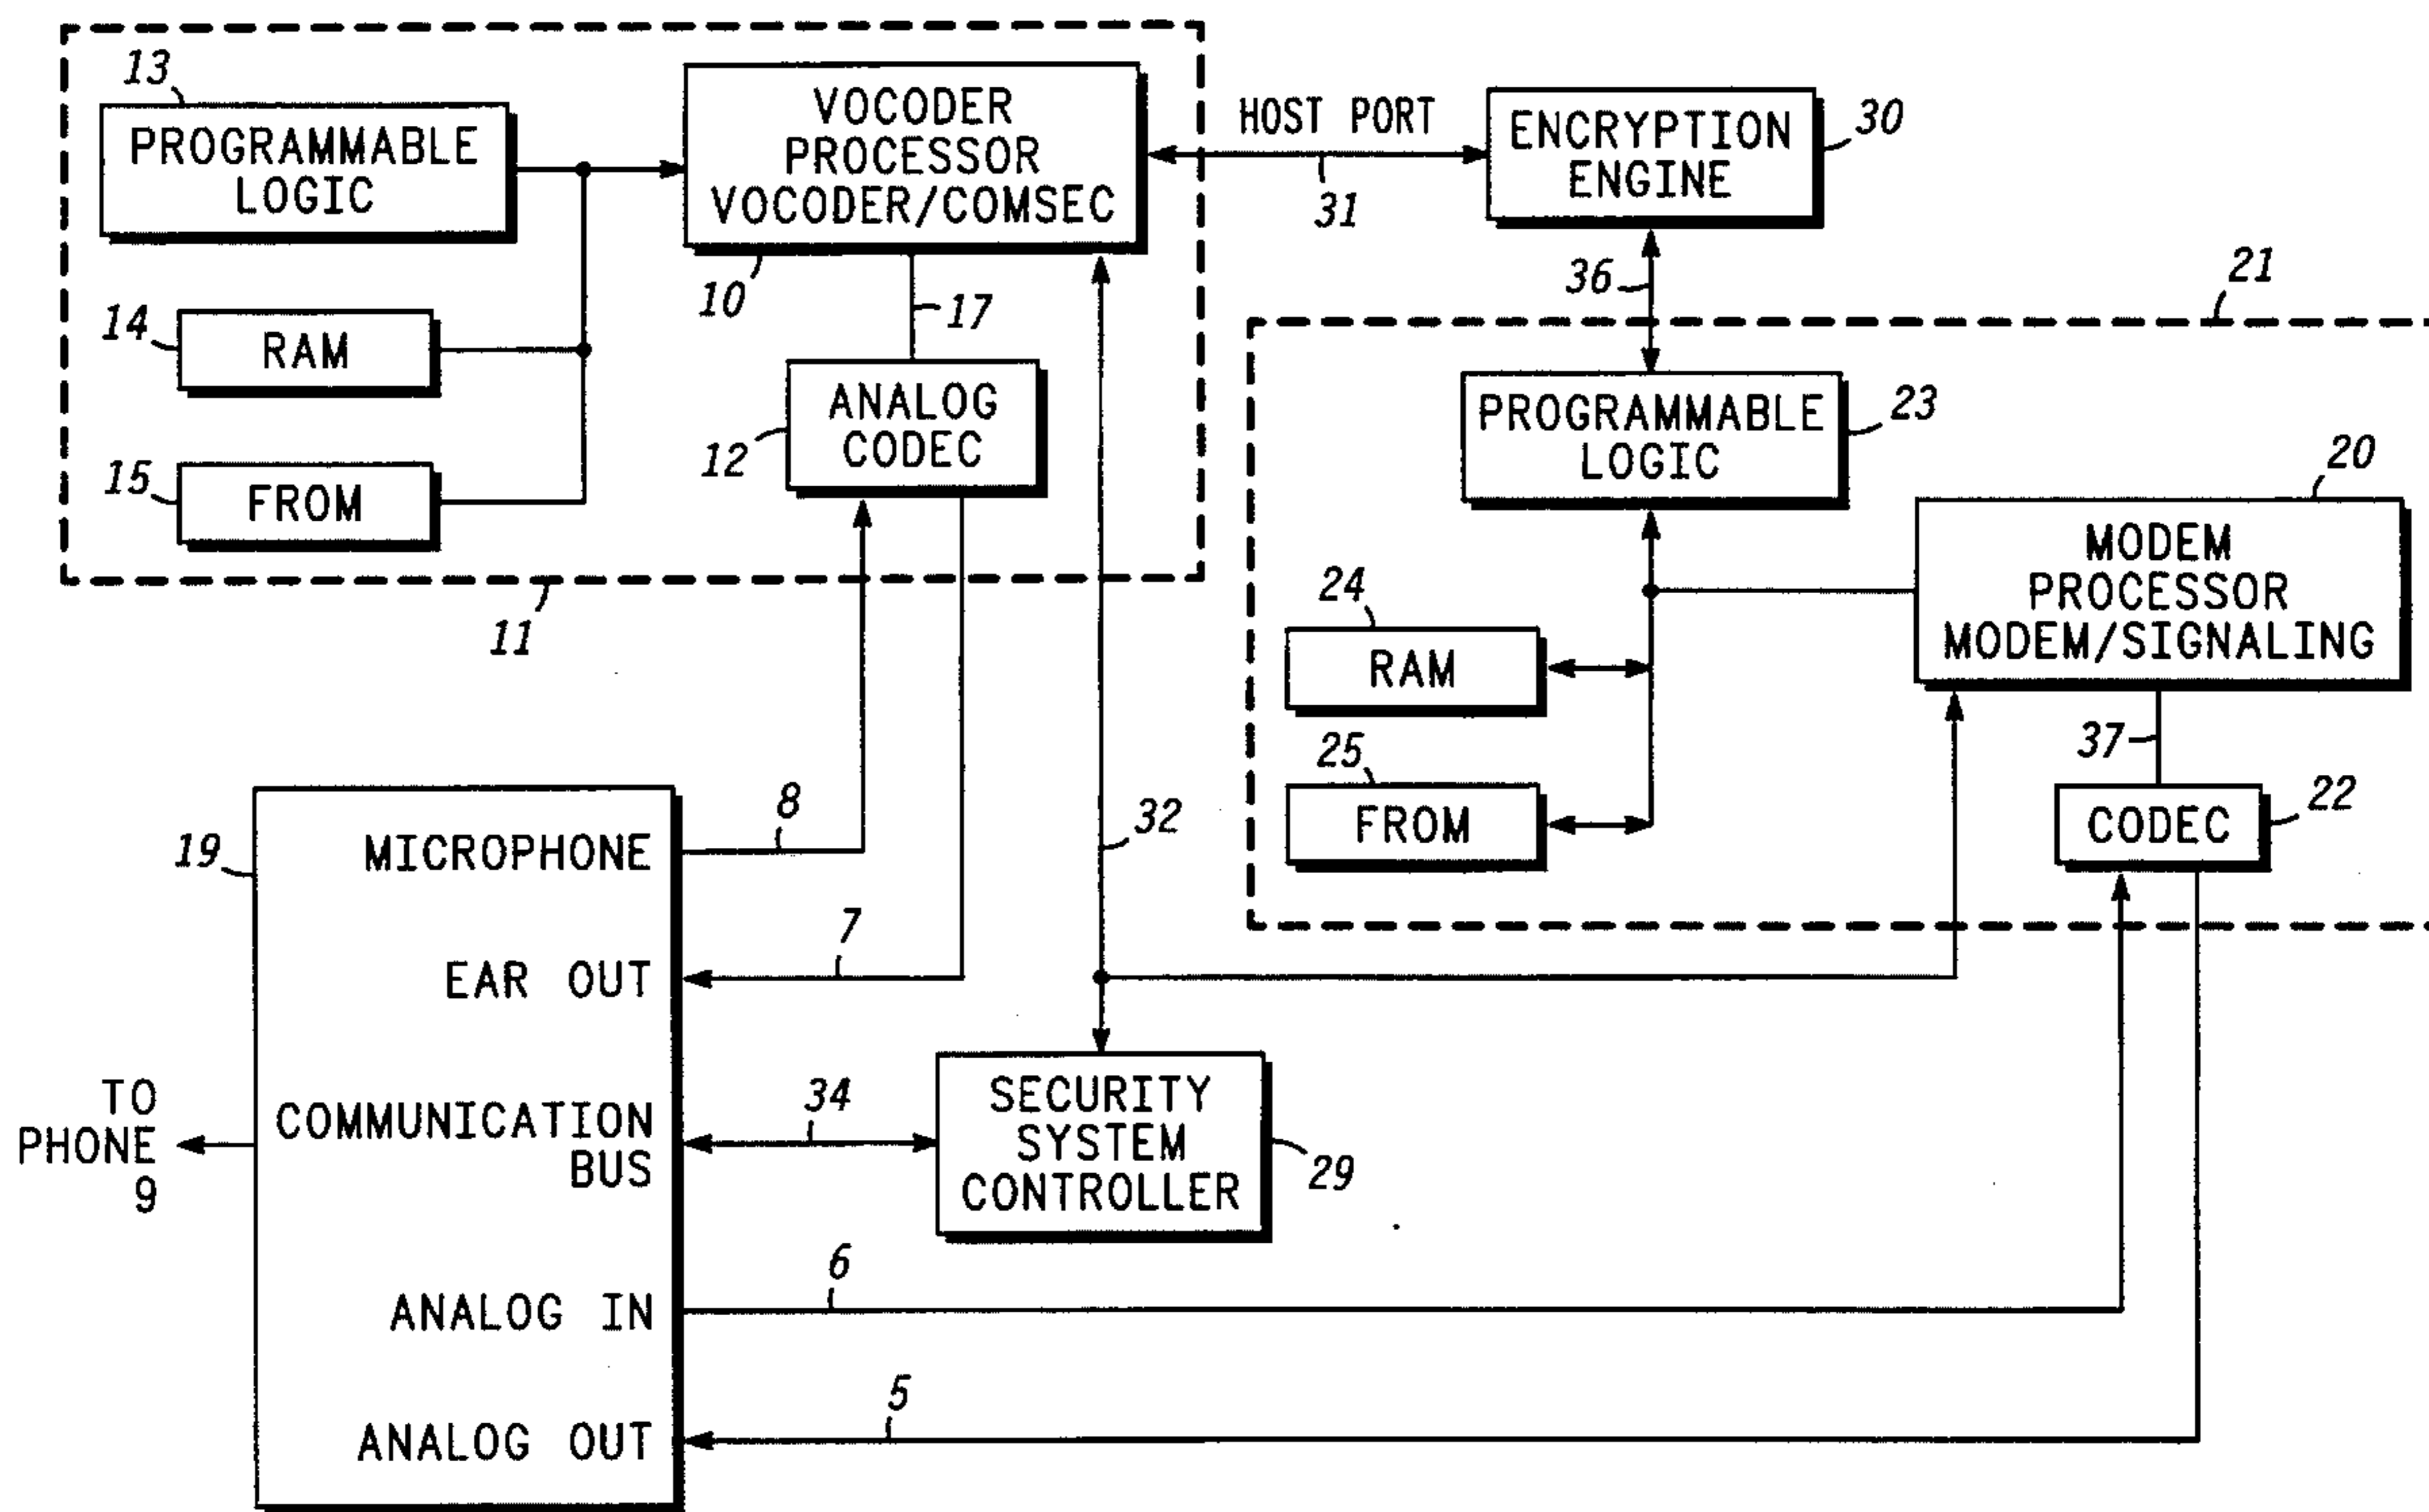 13
PROGRAMMABLE
LOGIC
14
RAM
15
FROM
VOCODER
PROCESSOR
VOCODER/COMSEC
10
17
ANALOG
CODEC
12
11
HOST PORT
31
ENCRYPTION
ENGINE
30
36
21
PROGRAMMABLE
LOGIC
23
20
MODEM
PROCESSOR
MODEM/SIGNALING
24
RAM
25
FROM
37
CODEC
22
19
MICROPHONE
8
EAR OUT
7
32
COMMUNICATION
BUS
34
SECURITY
SYSTEM
CONTROLLER
29
TO
PHONE
9
ANALOG IN
6
ANALOG OUT
5